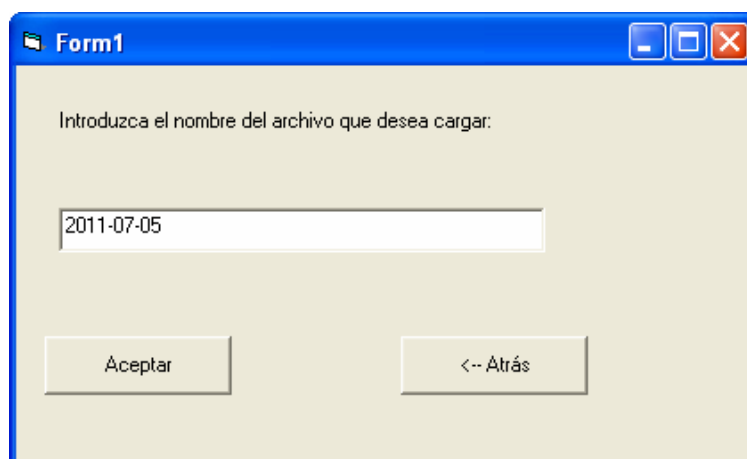 Form1
Introduzca el nombre del archivo que desea cargar:
2011-07-05
Aceptar
<-- Atrás